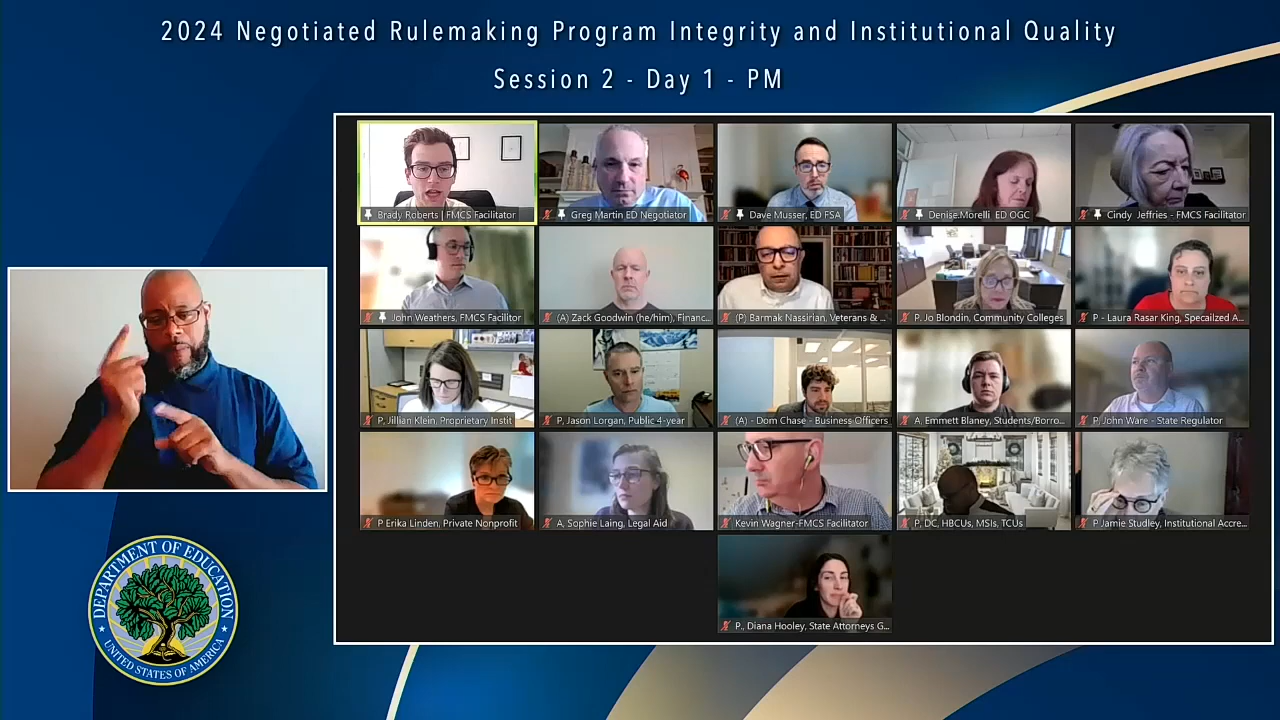 2024 Negotiated Rulemaking Program Integrity and Institutional Quality
Session 2 - Day 1 - PM
Brady Roberts | FMCS Facilitator
Greg Martin ED Negotiator
Dave Musser, ED FSA
Denise.Morelli ED OGC
Cindy Jeffries - FMCS Facilitator
John Weathers, FMCS Facilitor
(A) Zack Goodwin (he/him), Financ...
(P) Barmak Nassirian, Veterans & ...
P. Jo Blondin, Community Colleges
P - Laura Rasar King, Specailzed A...
P, Jillian Klein, Proprietary Instit
P, Jason Lorgan, Public 4-year
(A) - Dom Chase - Business Officers
A, Emmett Blaney, Students/Borro...
P, John Ware - State Regulator
P Erika Linden, Private Nonprofit
A, Sophie Laing, Legal Aid
Kevin Wagner-FMCS Facilitator
P, DC, HBCUs, MSIs, TCUs
P Jamie Studley, Institutional Accre...
P., Diana Hooley, State Attorneys G...
DEPARTMENT OF EDUCATION
UNITED STATES OF AMERICA